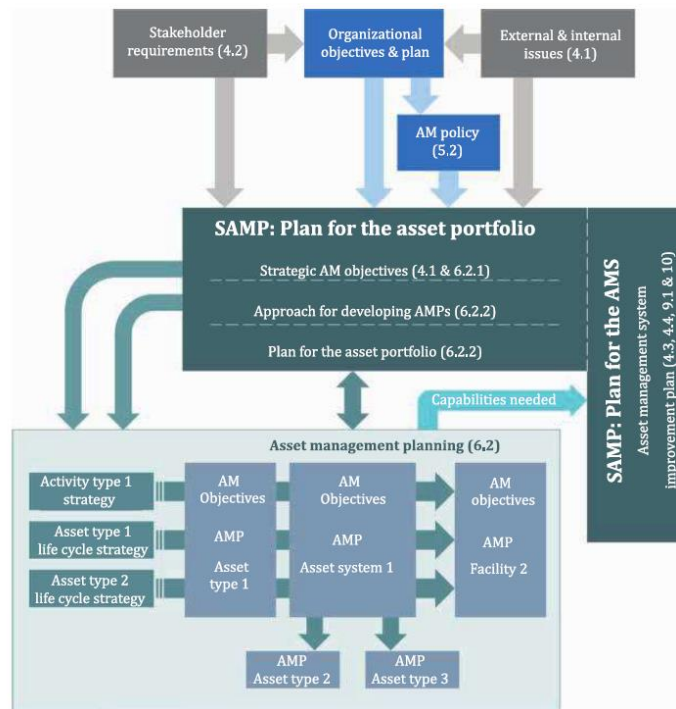 Stakeholder
requirements (4.2)
Organizational
objectives & plan
External & internal
issues (4.1)
AM policy
(5.2)
SAMP: Plan for the asset portfolio
Strategic AM objectives (4.1 & 6.2.1)
Approach for developing AMPs (6.2.2)
Plan for the asset portfolio (6.2.2)
SAMP: Plan for the AMS
Asset management system
improvement plan (4.3, 4.4, 9.1 & 10)
Capabilities needed
Asset management planning (6.2)
Activity type 1
strategy
Asset type 1
life cycle strategy
Asset type 2
life cycle strategy
AM
Objectives
AMP
Asset
type 1
AM
Objectives
AMP
Asset system 1
AM
objectives
AMP
Facility 2
AMP
Asset type 2
AMP
Asset type 3